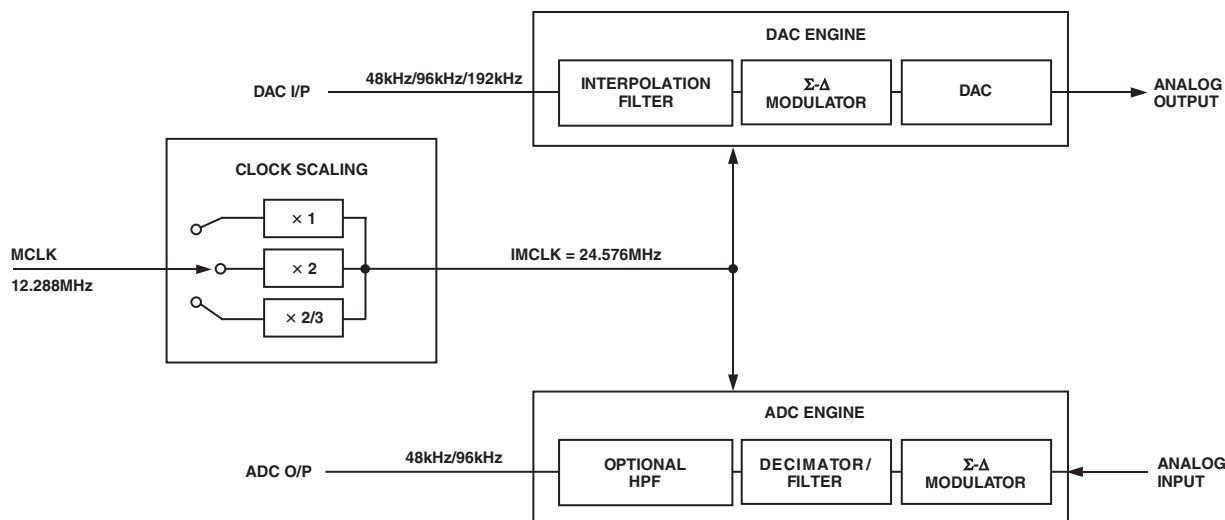 DAC ENGINE
48kHz/96kHz/192kHz
DAC I/P
INTERPOLATION
FILTER
Σ-Δ
MODULATOR
DAC
ANALOG
OUTPUT
CLOCK SCALING
× 1
MCLK
12.288MHz
× 2
× 2/3
IMCLK = 24.576MHz
ADC ENGINE
48kHz/96kHz
ADC O/P
OPTIONAL
HPF
DECIMATOR/
FILTER
Σ-Δ
MODULATOR
ANALOG
INPUT